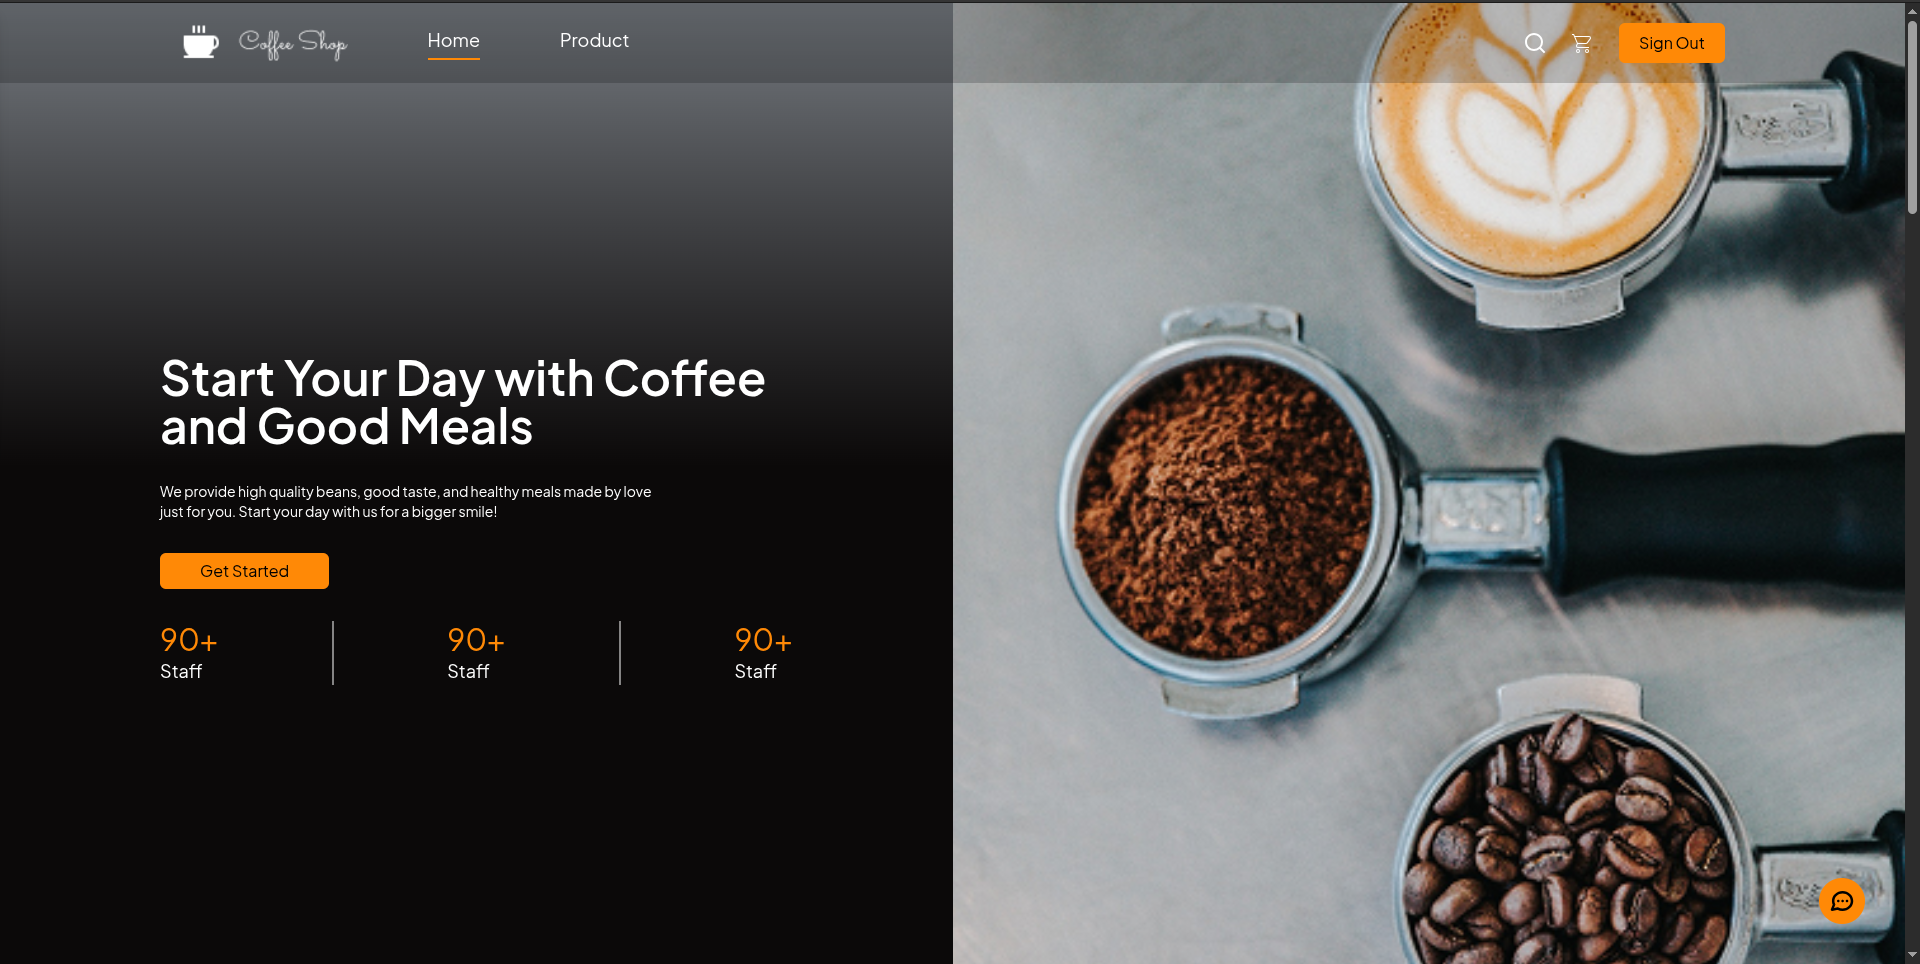 Coffee Shop
Home
Product
Sign Out
Start Your Day with Coffee
and Good Meals
We provide high quality beans, good taste, and healthy meals made by love
just for you. Start your day with us for a bigger smile!
Get Started
90+
Staff
90+
Staff
90+
Staff